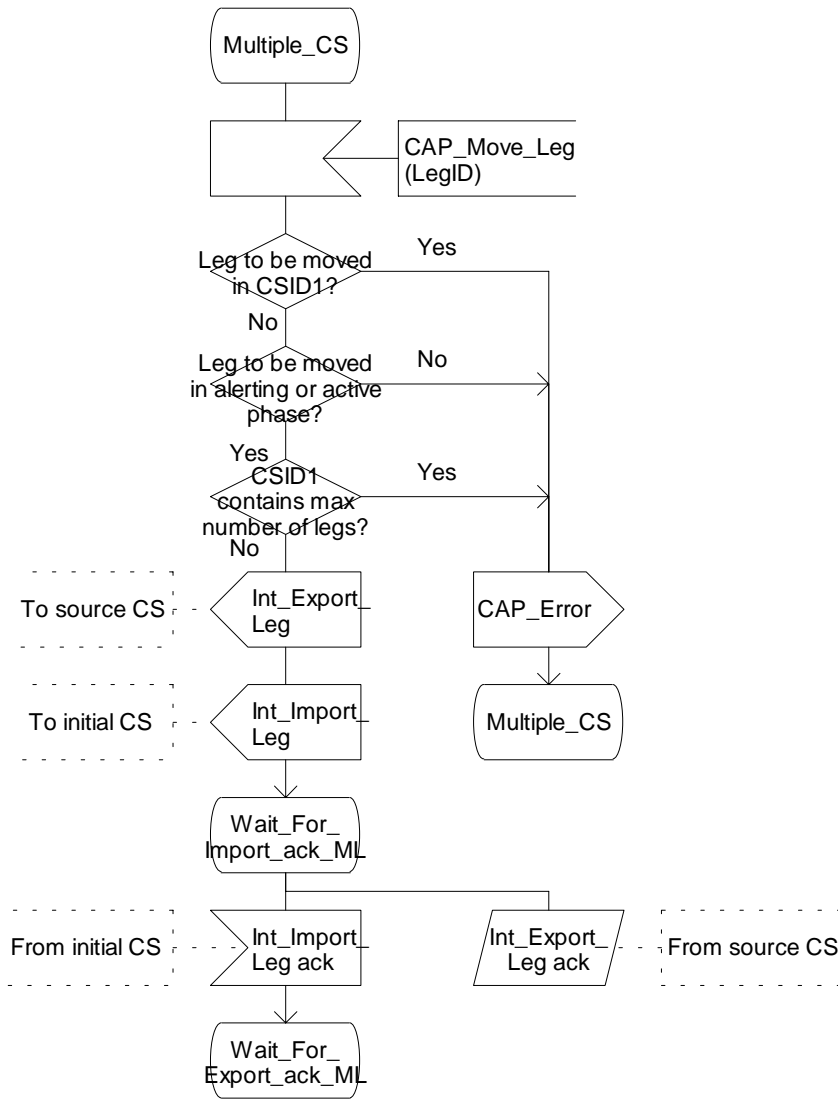 Multiple_CS
CAP_Move_Leg
(LegID)
Leg to be moved
in CSID1?
Yes
No
Leg to be moved
in alerting or active
phase?
No
Yes
CSID1
contains max
number of legs?
Yes
No
To source CS
Int_Export_
Leg
CAP_Error
To initial CS
Int_Import_
Leg
Multiple_CS
Wait_For_
Import_ack_ML
From initial CS
Int_Import_
Leg ack
Int_Export_
Leg ack
From source CS
Wait_For_
Export_ack_ML